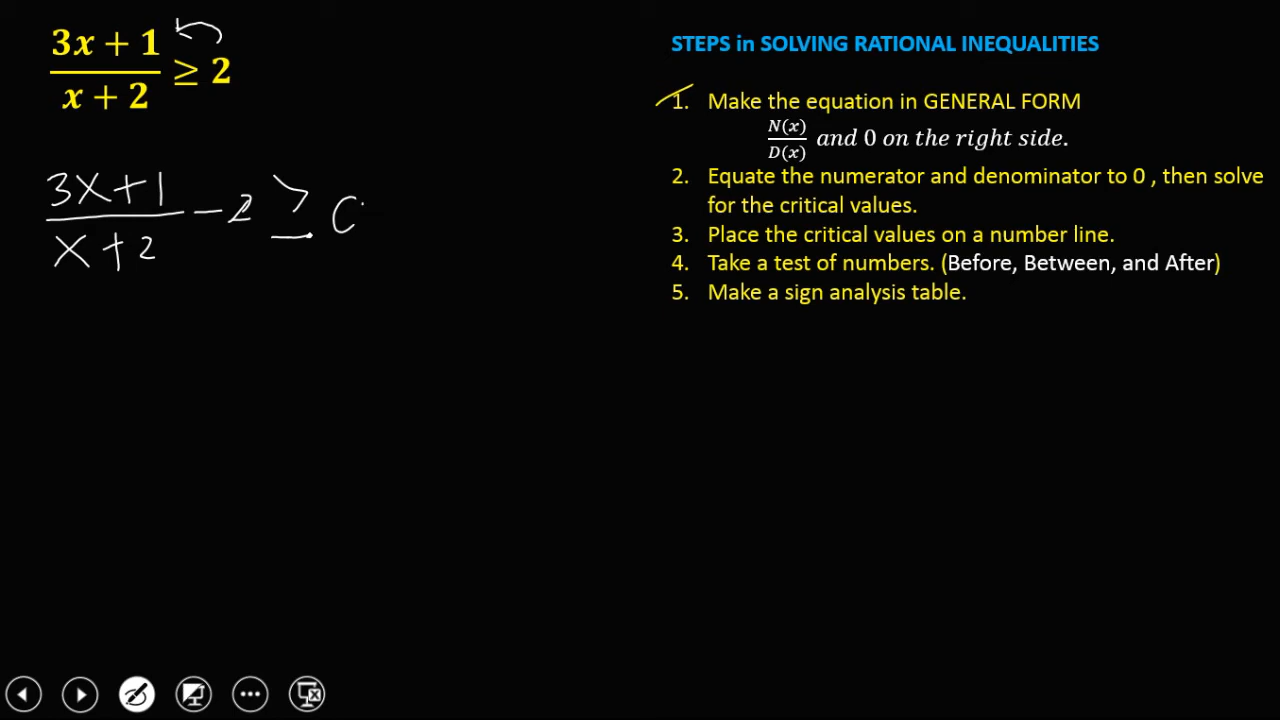 3x + 1
x + 2
≥ 2
3x+1
x+2
-2 ≥
STEPS in SOLVING RATIONAL INEQUALITIES
1. Make the equation in GENERAL FORM
N(x)
D(x)
and 0 on the right side.
2. Equate the numerator and denominator to 0 , then solve
for the critical values.
3. Place the critical values on a number line.
4. Take a test of numbers. (Before, Between, and After)
5. Make a sign analysis table.